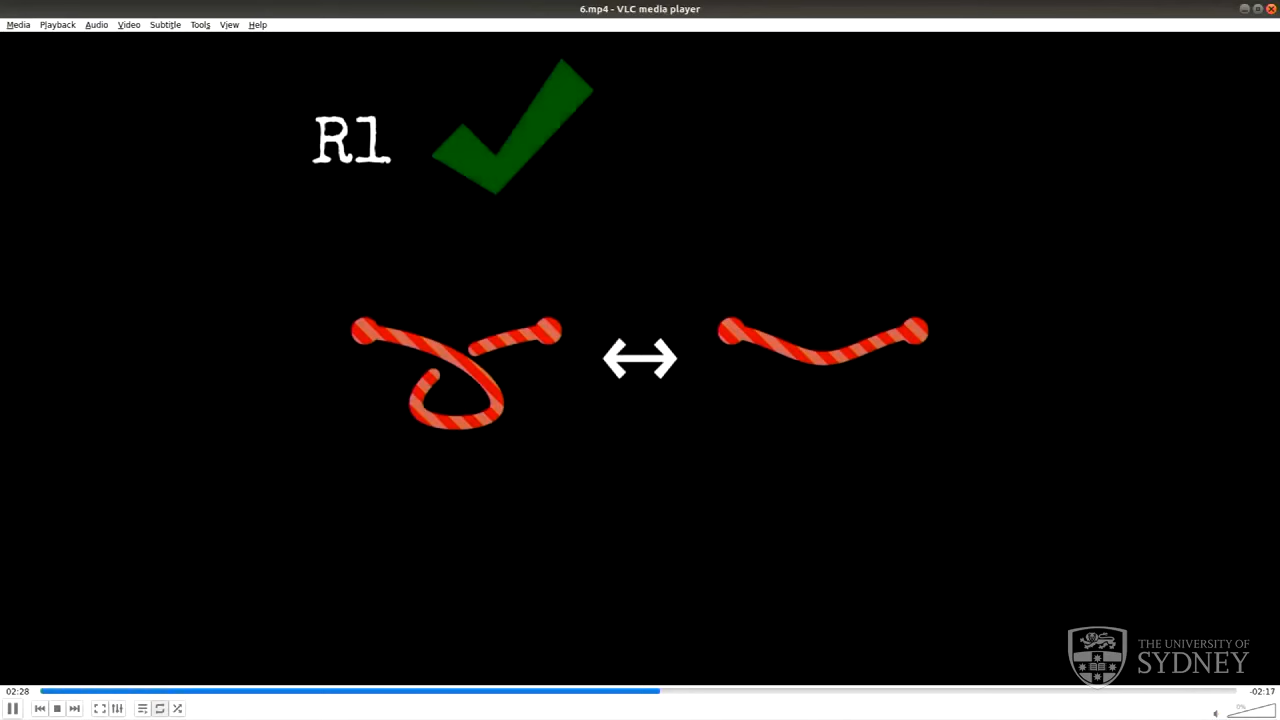 6.mp4 - VLC media player
Media Playback Audio Video Subtitle Tools View Help
R1
THE UNIVERSITY OF
SYDNEY
02:28
-02:17
0%